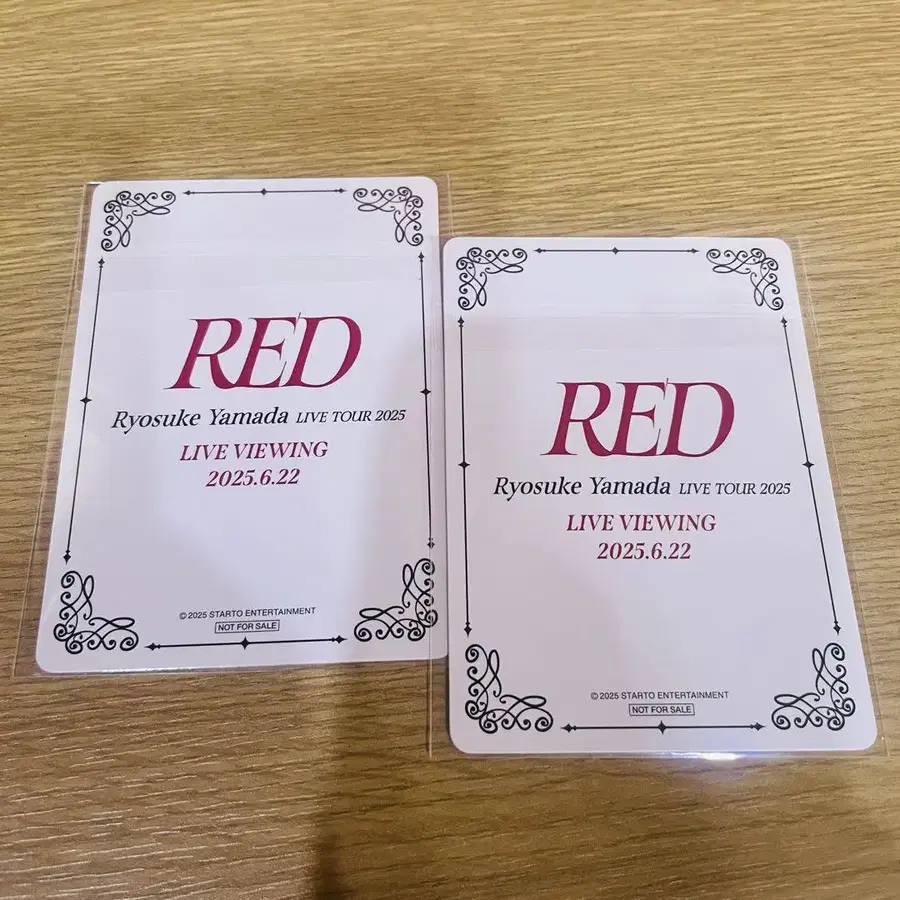 RED
Ryosuke Yamada LIVE TOUR 2025
LIVE VIEWING
2025.6.22
©2025 STARTO ENTERTAINMENT
NOT FOR SALE
RED
Ryosuke Yamada LIVE TOUR 2025
LIVE VIEWING
2025.6.22
©2025 STARTO ENTERTAINMENT
NOT FOR SALE